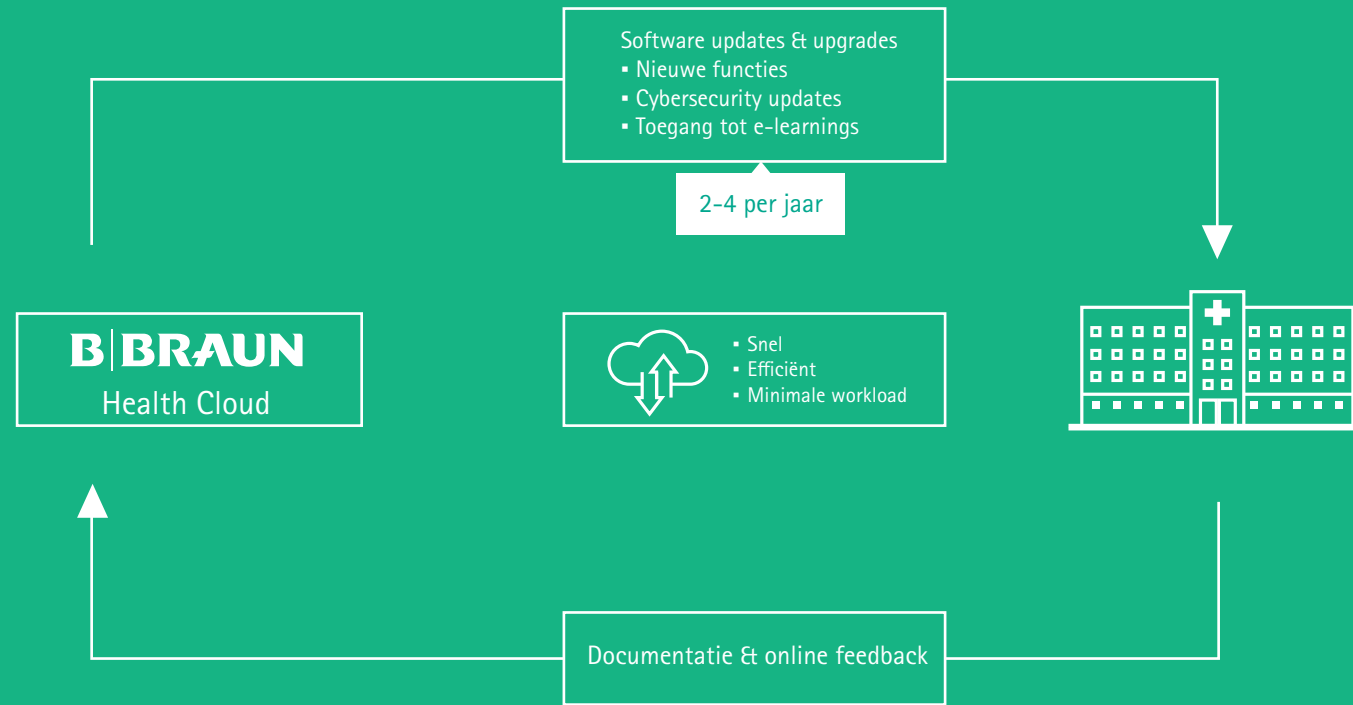 Software updates & upgrades
▪ Nieuwe functies
▪ Cybersecurity updates
▪ Toegang tot e-learnings
2-4 per jaar
B|BRAUN
Health Cloud
▪ Snel
▪ Efficiënt
▪ Minimale workload
Documentatie & online feedback